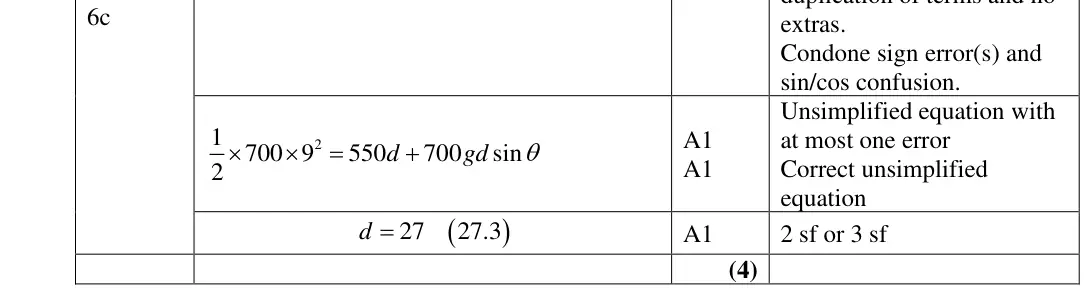 duplication of terms and no
6c
extras.
Condone sign error(s) and
sin/cos confusion.
Unsimplified equation with
at most one error
1/2 × 700 × 9² = 550d + 700gd sin θ
A1
A1
Correct unsimplified
equation
d = 27 (27.3)
A1
2 sf or 3 sf
(4)